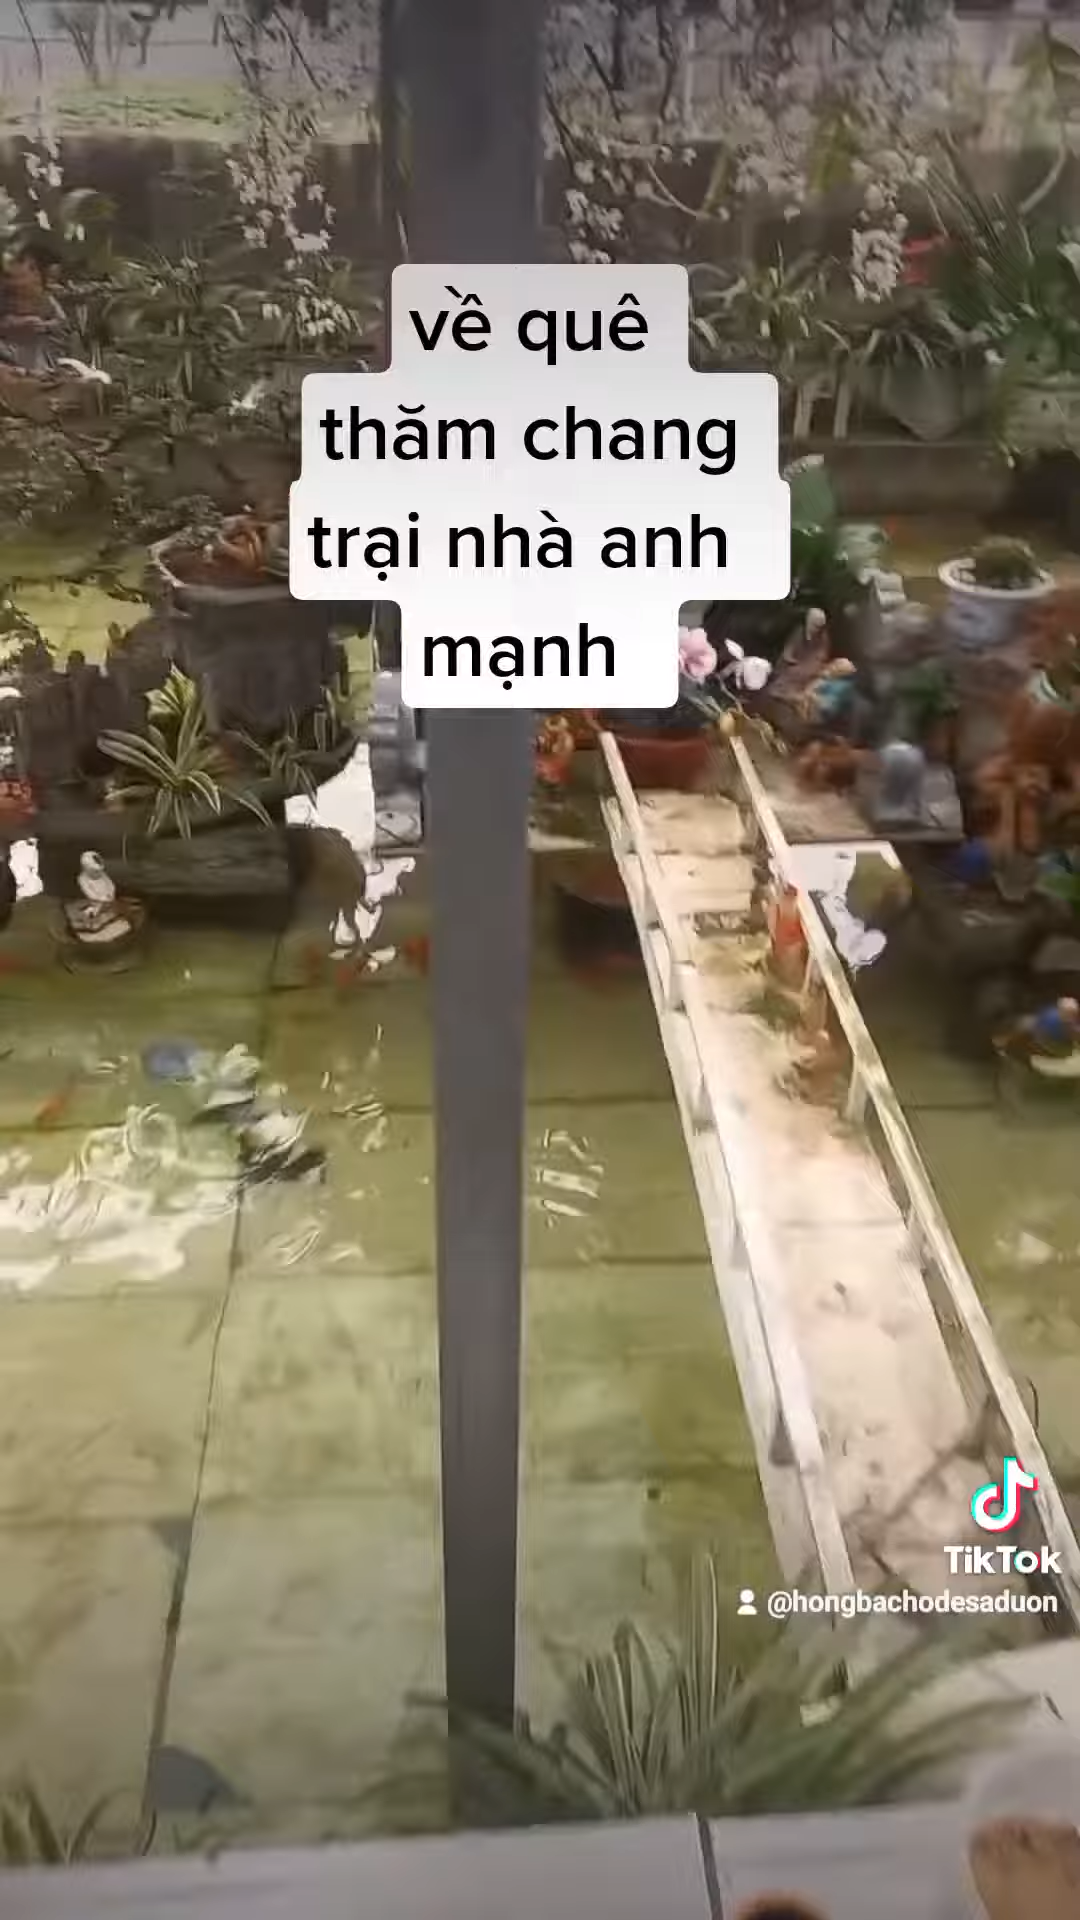 về quê
thăm chang
trại nhà anh
mạnh
TikTok
@hongbachodesaduon